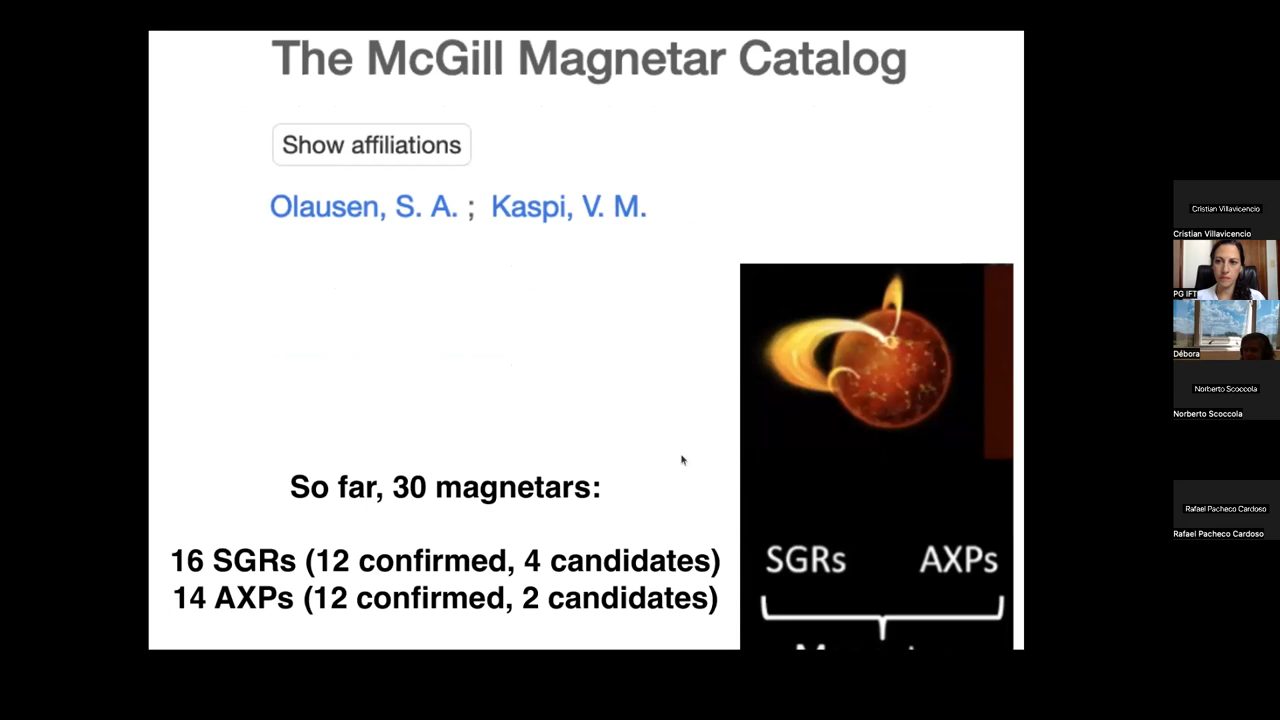 The McGill Magnetar Catalog
Show affiliations
Olausen, S. A. ; Kaspi, V. M.
So far, 30 magnetars:
16 SGRs (12 confirmed, 4 candidates)
14 AXPs (12 confirmed, 2 candidates)
SGRs AXPs
Cristian Villavicencio
Cristian Villavicencio
PG IFT
Débora
Norberto Scoccola
Norberto Scoccola
Rafael Pacheco Cardoso
Rafael Pacheco Cardoso